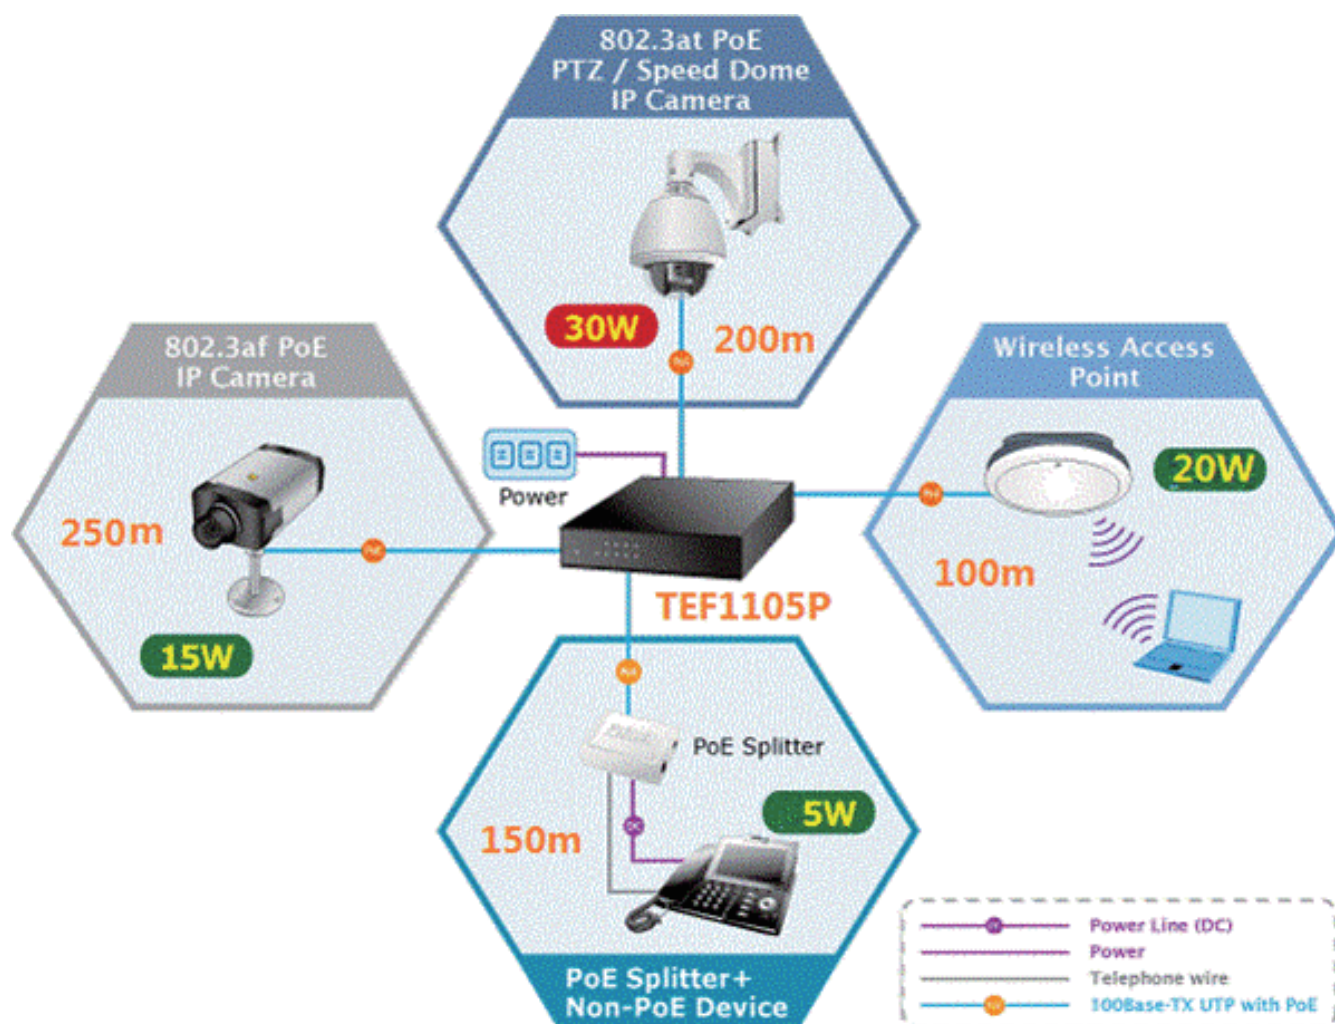 802.3at PoE
PTZ / Speed Dome
IP Camera
30W
200m
802.3af PoE
IP Camera
250m
15W
Wireless Access
Point
20W
100m
Power
TEF1105P
PoE Splitter
5W
150m
DC
PoE Splitter+
Non-PoE Device
Power Line (DC)
Power
Telephone wire
100Base-TX UTP with PoE